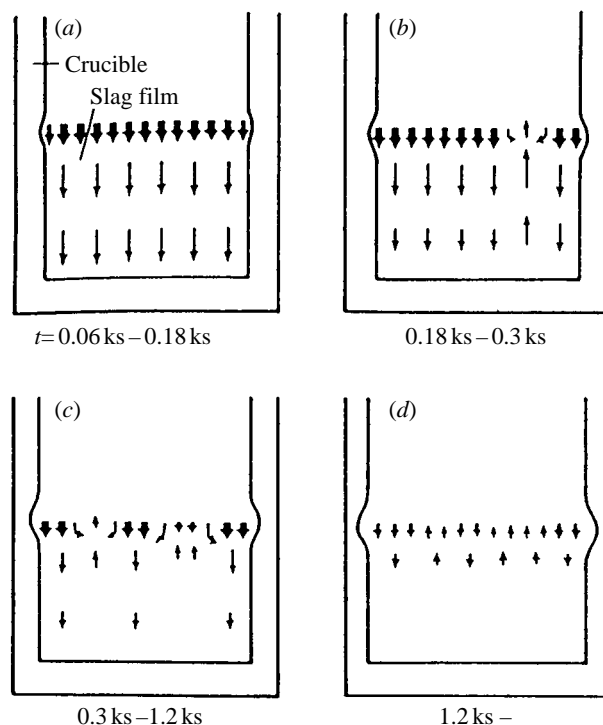 (a)
Crucible
Slag film
t= 0.06 ks – 0.18 ks
(b)
0.18 ks – 0.3 ks
(c)
0.3 ks – 1.2 ks
(d)
1.2 ks –